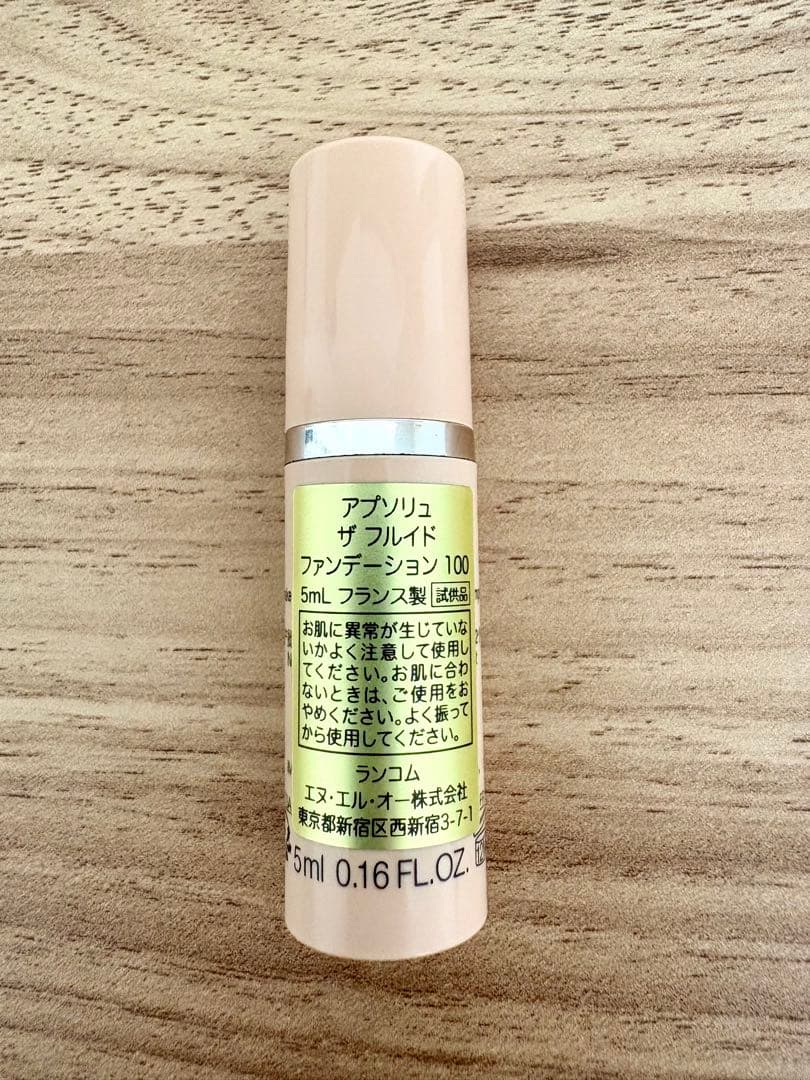 アプソリュ
ザ フルイド
ファンデーション 100
5mL フランス製 試供品
お肌に異常が生じていな
いかよく注意して使用し
てください。お肌に合わ
ないときは、ご使用をお
やめください。よく振って
から使用してください。
ランコム
エヌ・エル・オー株式会社
東京都新宿区西新宿3-7-1
5ml 0.16 FL.OZ.